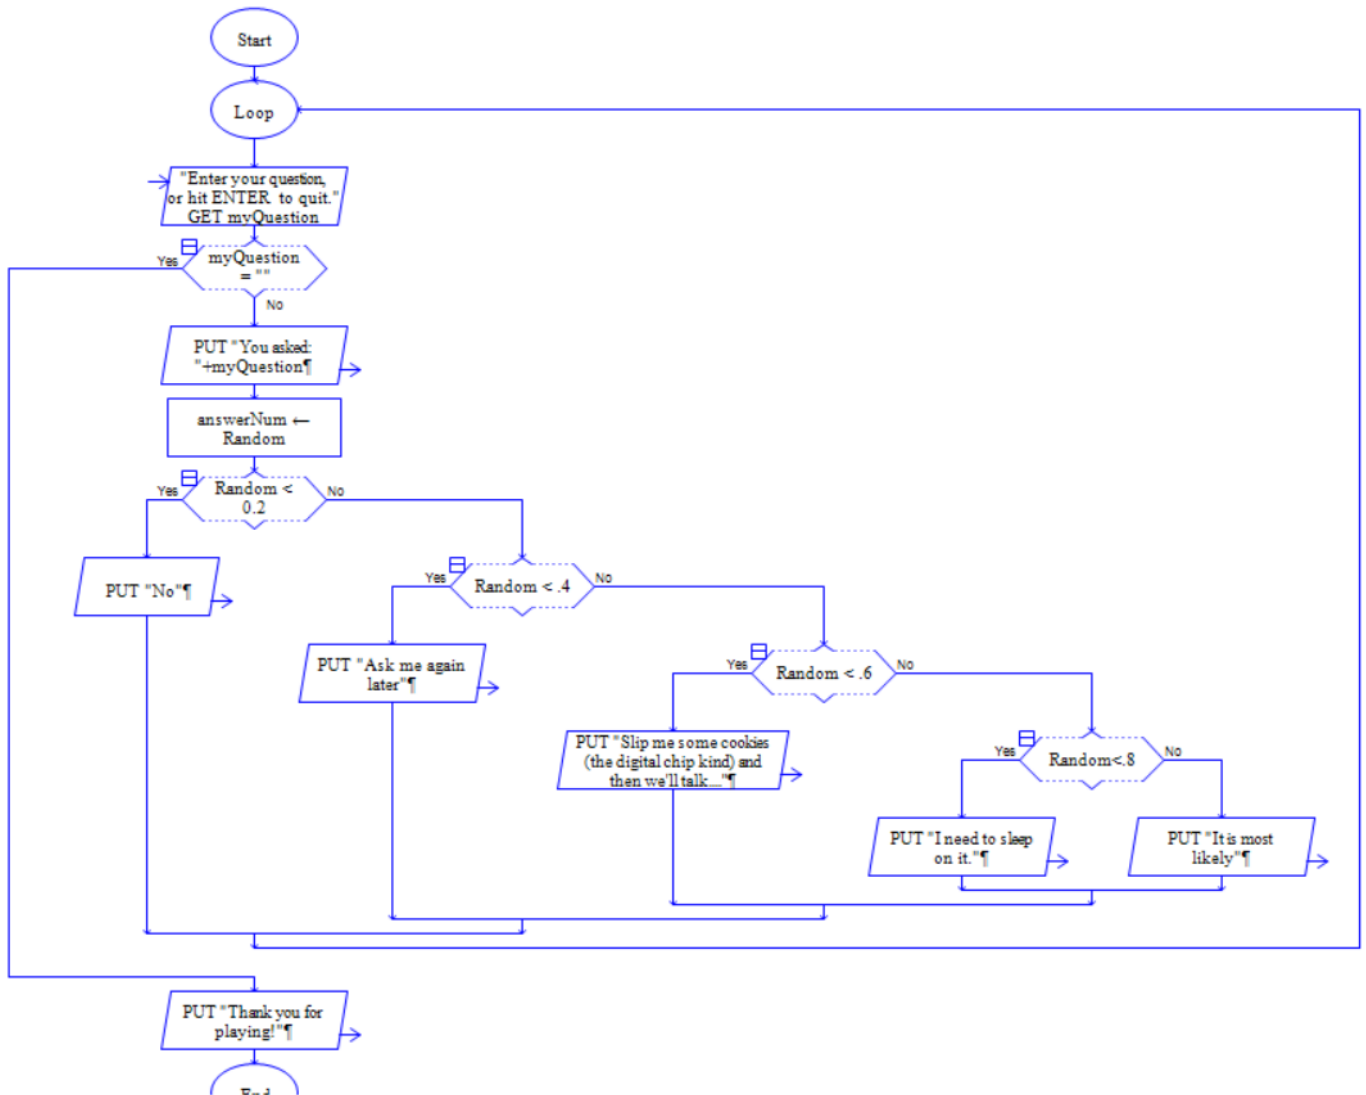 Start
Loop
"Enter your question,
or hit ENTER to quit."
GET myQuestion
Yes
myQuestion
= ""
No
PUT "You asked:
"+myQuestion¶
answerNum ←
Random
Yes
Random <
0.2
No
PUT "No"¶
Yes
Random < .4
No
PUT "Ask me again
later"¶
Yes
Random < .6
No
PUT "Slip me some cookies
(the digital chip kind) and
then we'll talk...."¶
Yes
Random<.8
No
PUT "I need to sleep
on it."¶
PUT "It is most
likely"¶
PUT "Thank you for
playing!"¶
End